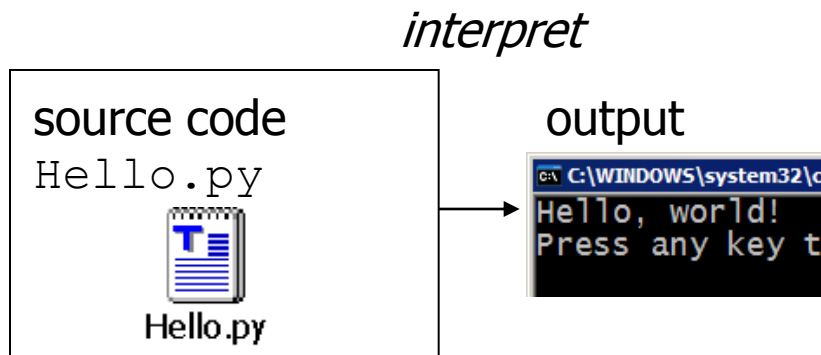 interpret
source code
Hello.py
Hello.py
output
C:\WINDOWS\system32\c
Hello, world!
Press any key t